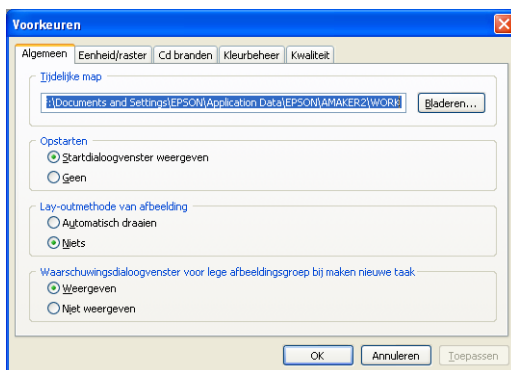 Voorkeuren
Algemeen Eenheid/raster Cd branden Kleurbeheer Kwaliteit
Tijdelijke map
:\Documents and Settings\EPSON\Application Data\EPSON\AMAKER2\WORK Bladeren...
Opstarten
Startdialoogvenster weergeven
Geen
Lay-outmethode van afbeelding
Automatisch draaien
Niets
Waarschuwingsdialoogvenster voor lege afbeeldingsgroep bij maken nieuwe taak
Weergeven
Niet weergeven
OK Annuleren Toepassen